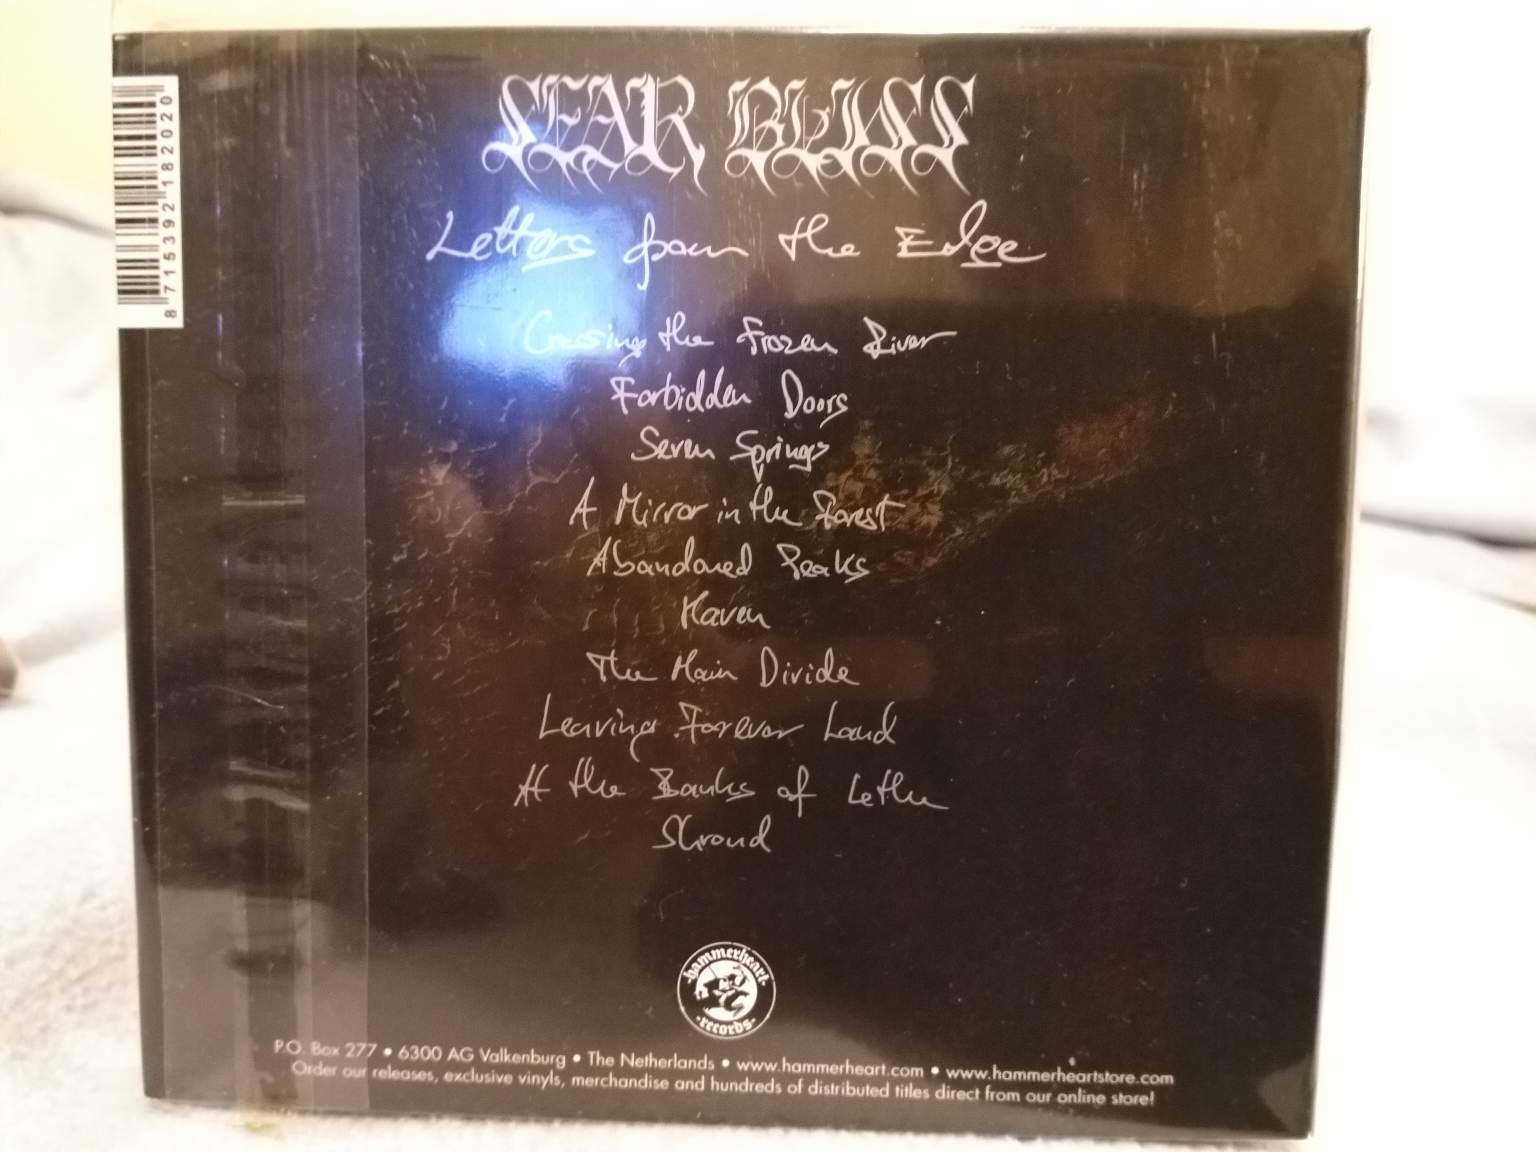 SEAR BLISS
Letters from the Edge
Crossing the Frozen River
Forbidden Doors
Seven Springs
A Mirror in the Forest
Abandoned Peaks
Haven
The Main Divide
Leaving Forever Land
At the Banks of Lethe
Shroud
hammerheart
records
P.O. Box 277 • 6300 AG Valkenburg • The Netherlands • www.hammerheart.com • www.hammerheartstore.com
Order our releases, exclusive vinyls, merchandise and hundreds of distributed titles direct from our online store!
8 715392 182020